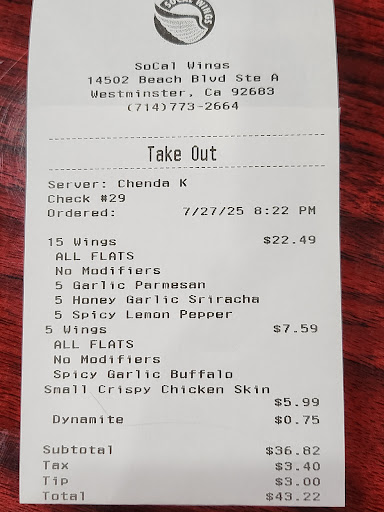 SoCal WINGS
SoCal Wings
14502 Beach Blvd Ste A
Westminster, Ca 92683
(714)773-2664
Take Out
Server: Chenda K
Check #29
Ordered: 7/27/25 8:22 PM
15 Wings $22.49
ALL FLATS
No Modifiers
5 Garlic Parmesan
5 Honey Garlic Sriracha
5 Spicy Lemon Pepper
5 Wings $7.59
ALL FLATS
No Modifiers
Spicy Garlic Buffalo
Small Crispy Chicken Skin
$5.99
Dynamite $0.75
Subtotal $36.82
Tax $3.40
Tip $3.00
Total $43.22